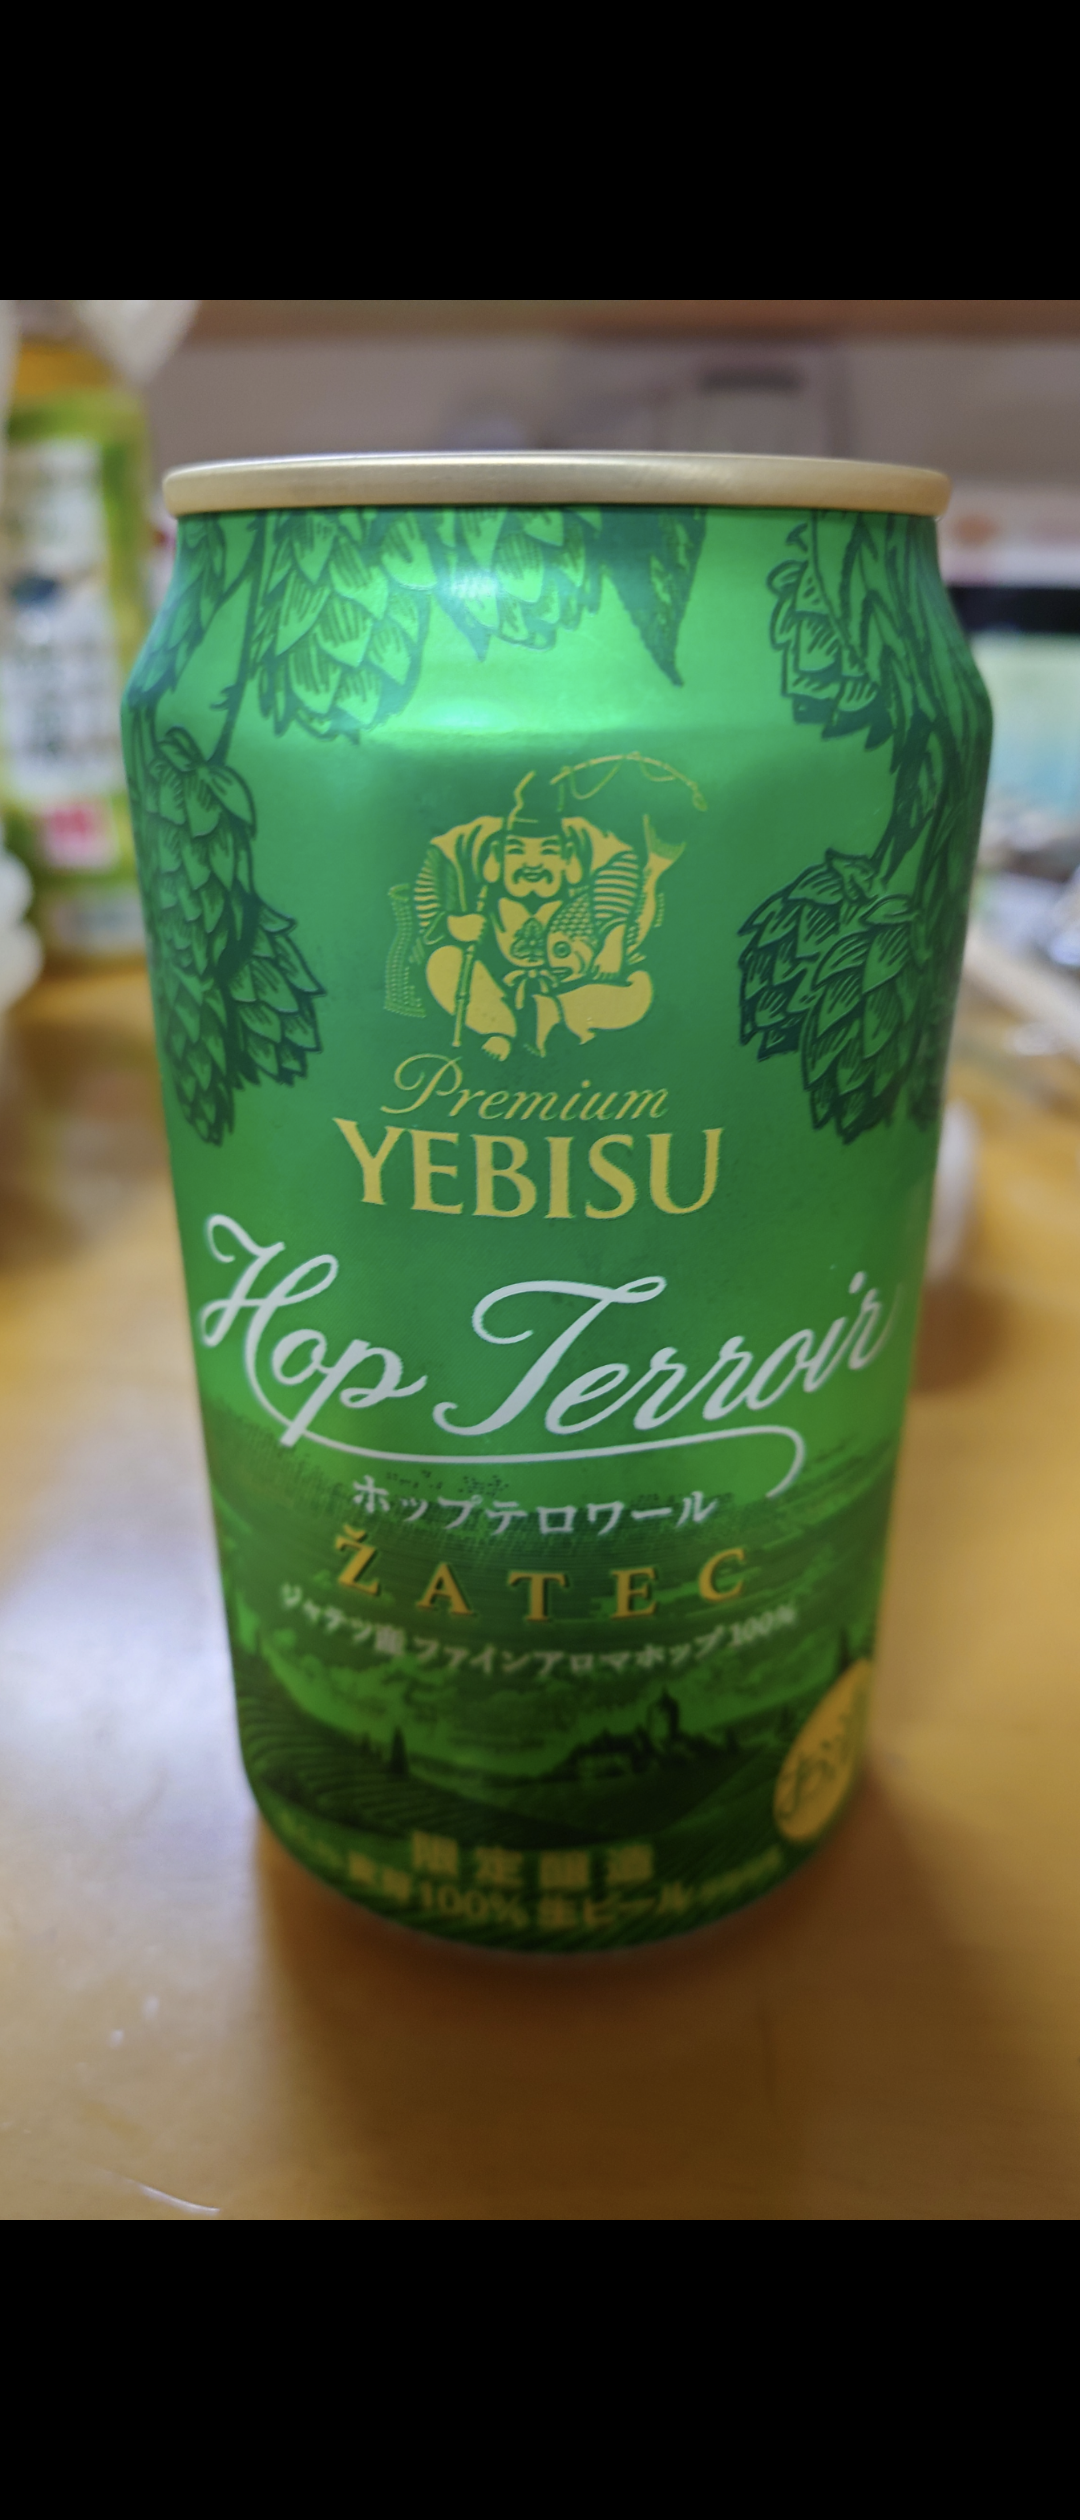 Premium
YEBISU
Hop Terroir
ホップテロワール
ŽATEC
ジャテツ産ファインアロマホップ100%
限定醸造
麦芽100% 生ビール
お酒